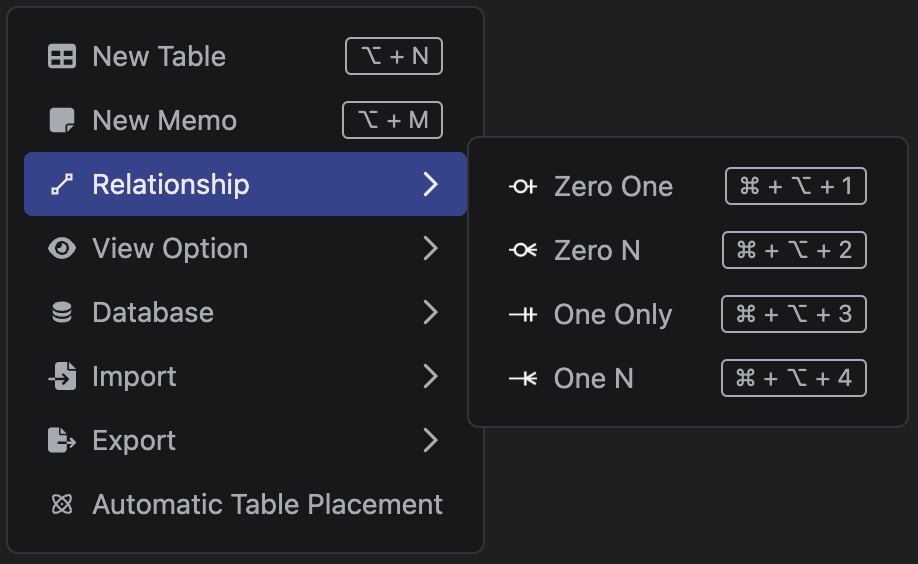 New Table ⌥ + N
New Memo ⌥ + M
Relationship
View Option
Database
Import
Export
Automatic Table Placement
Zero One ⌘ + ⌥ + 1
Zero N ⌘ + ⌥ + 2
One Only ⌘ + ⌥ + 3
One N ⌘ + ⌥ + 4